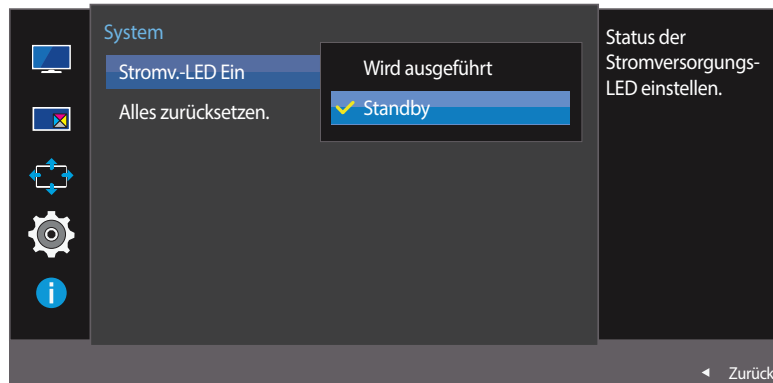 System
Stromv.-LED Ein
Alles zurücksetzen.
Wird ausgeführt
Standby
Status der
Stromversorgungs-
LED einstellen.
Zurück